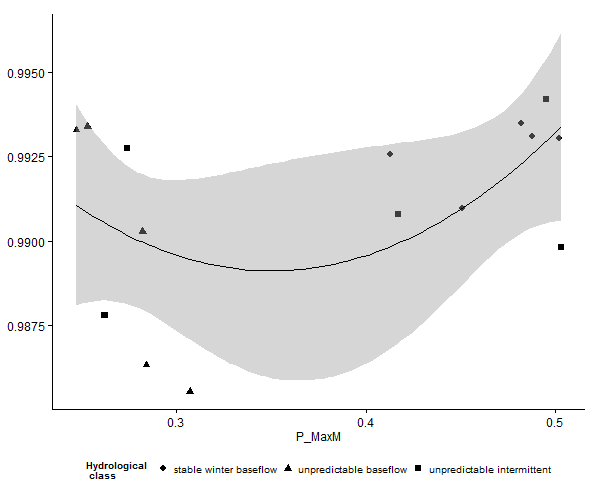 0.9950
0.9925
0.9900
0.9875
0.3 0.4 0.5
P_MaxM
Hydrological
class
stable winter baseflow unpredictable baseflow unpredictable intermittent